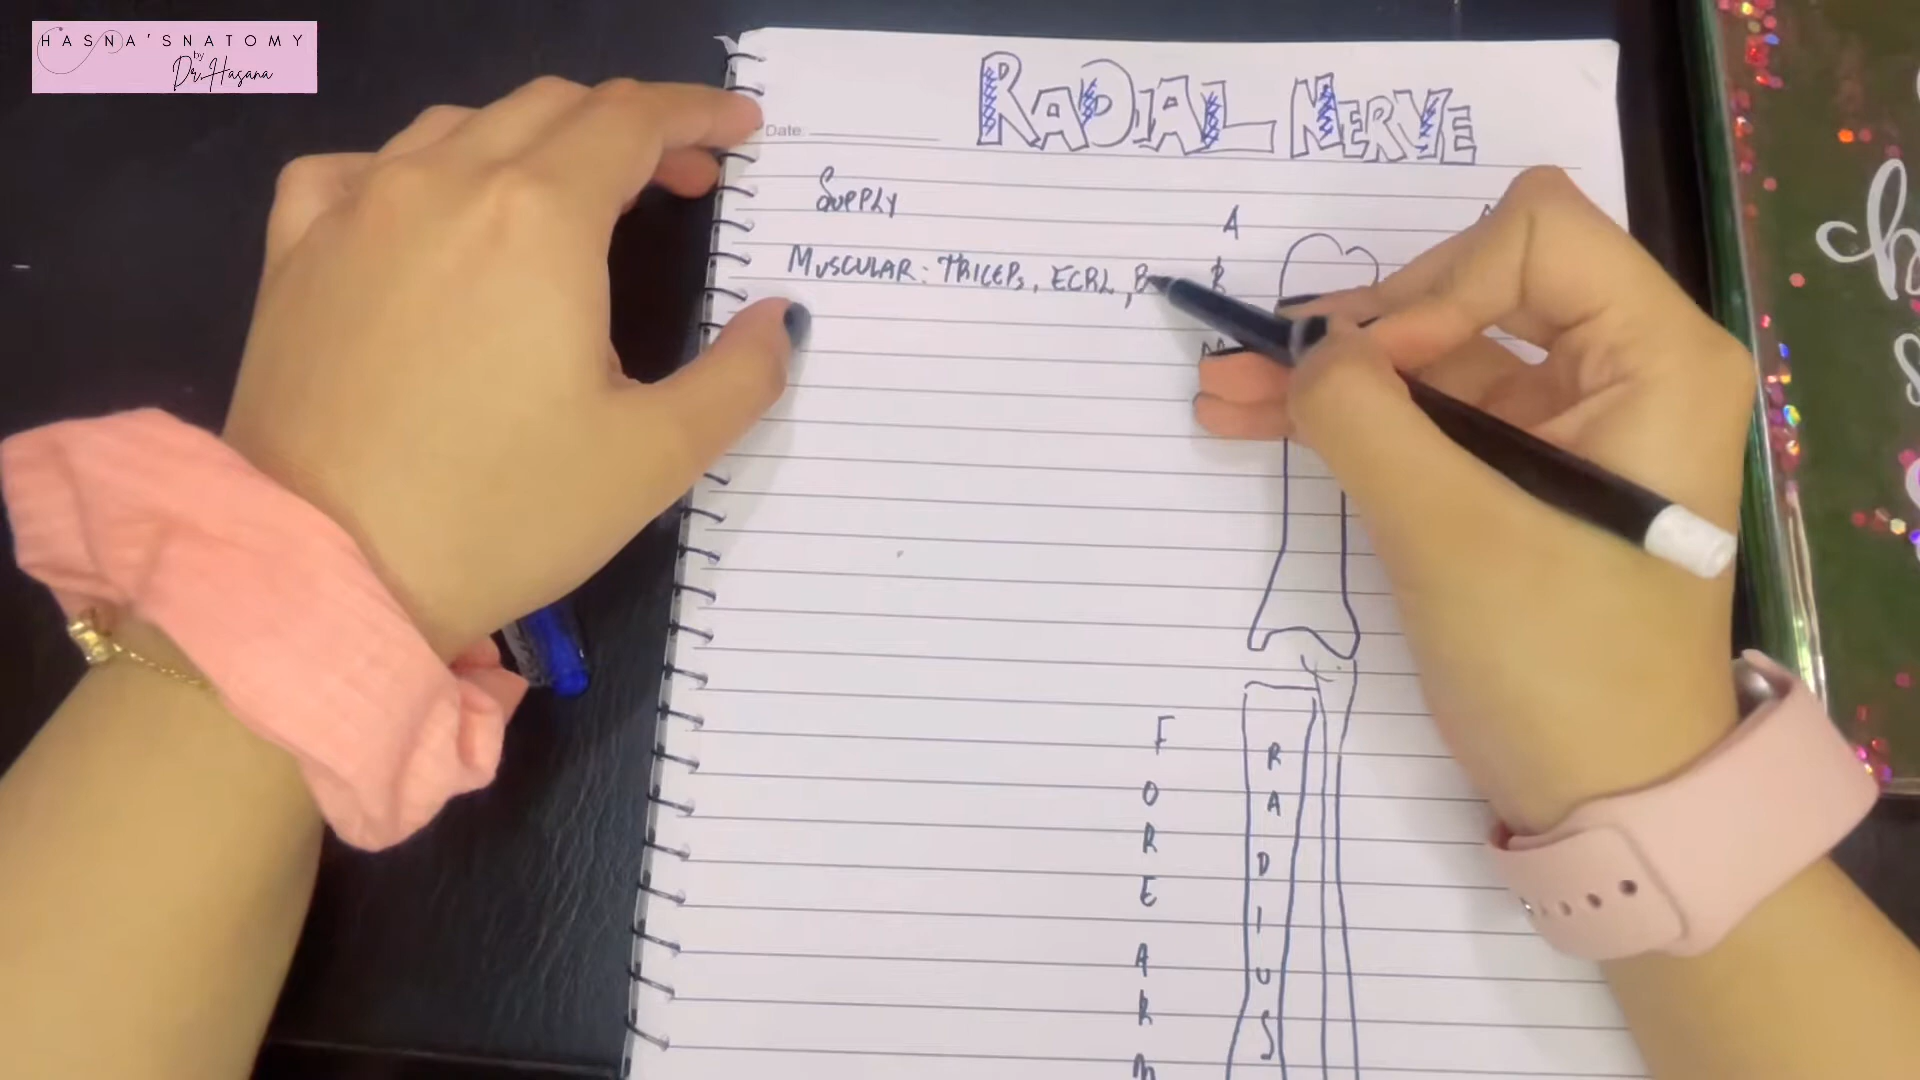 HASNA'SNATOMY
by
Dr.Hasana
RADIAL NERVE
Date:
SUPPLY
MUSCULAR: TRICEPS, ECRL, B
A
R
M
FOREARM
RADIUS